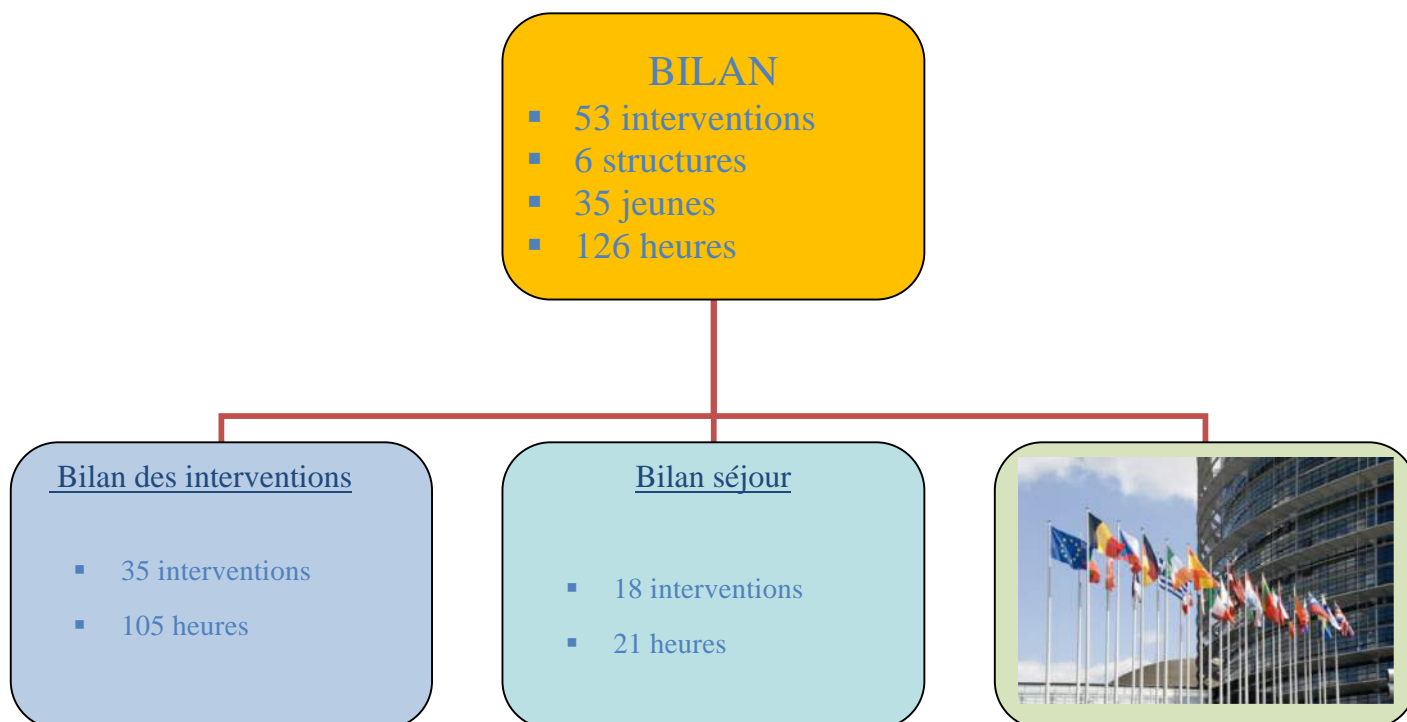 BILAN
▪ 53 interventions
▪ 6 structures
▪ 35 jeunes
▪ 126 heures
Bilan des interventions
▪ 35 interventions
▪ 105 heures
Bilan séjour
▪ 18 interventions
▪ 21 heures